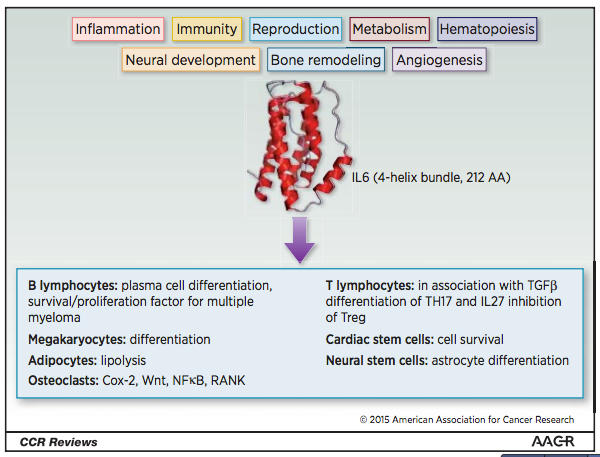 Inflammation Immunity Reproduction Metabolism Hematopoiesis
Neural development Bone remodeling Angiogenesis
IL6 (4-helix bundle, 212 AA)
B lymphocytes: plasma cell differentiation,
survival/proliferation factor for multiple
myeloma
Megakaryocytes: differentiation
Adipocytes: lipolysis
Osteoclasts: Cox-2, Wnt, NFκB, RANK
T lymphocytes: in association with TGFβ
differentiation of TH17 and IL27 inhibition
of Treg
Cardiac stem cells: cell survival
Neural stem cells: astrocyte differentiation
© 2015 American Association for Cancer Research
CCR Reviews
AACR